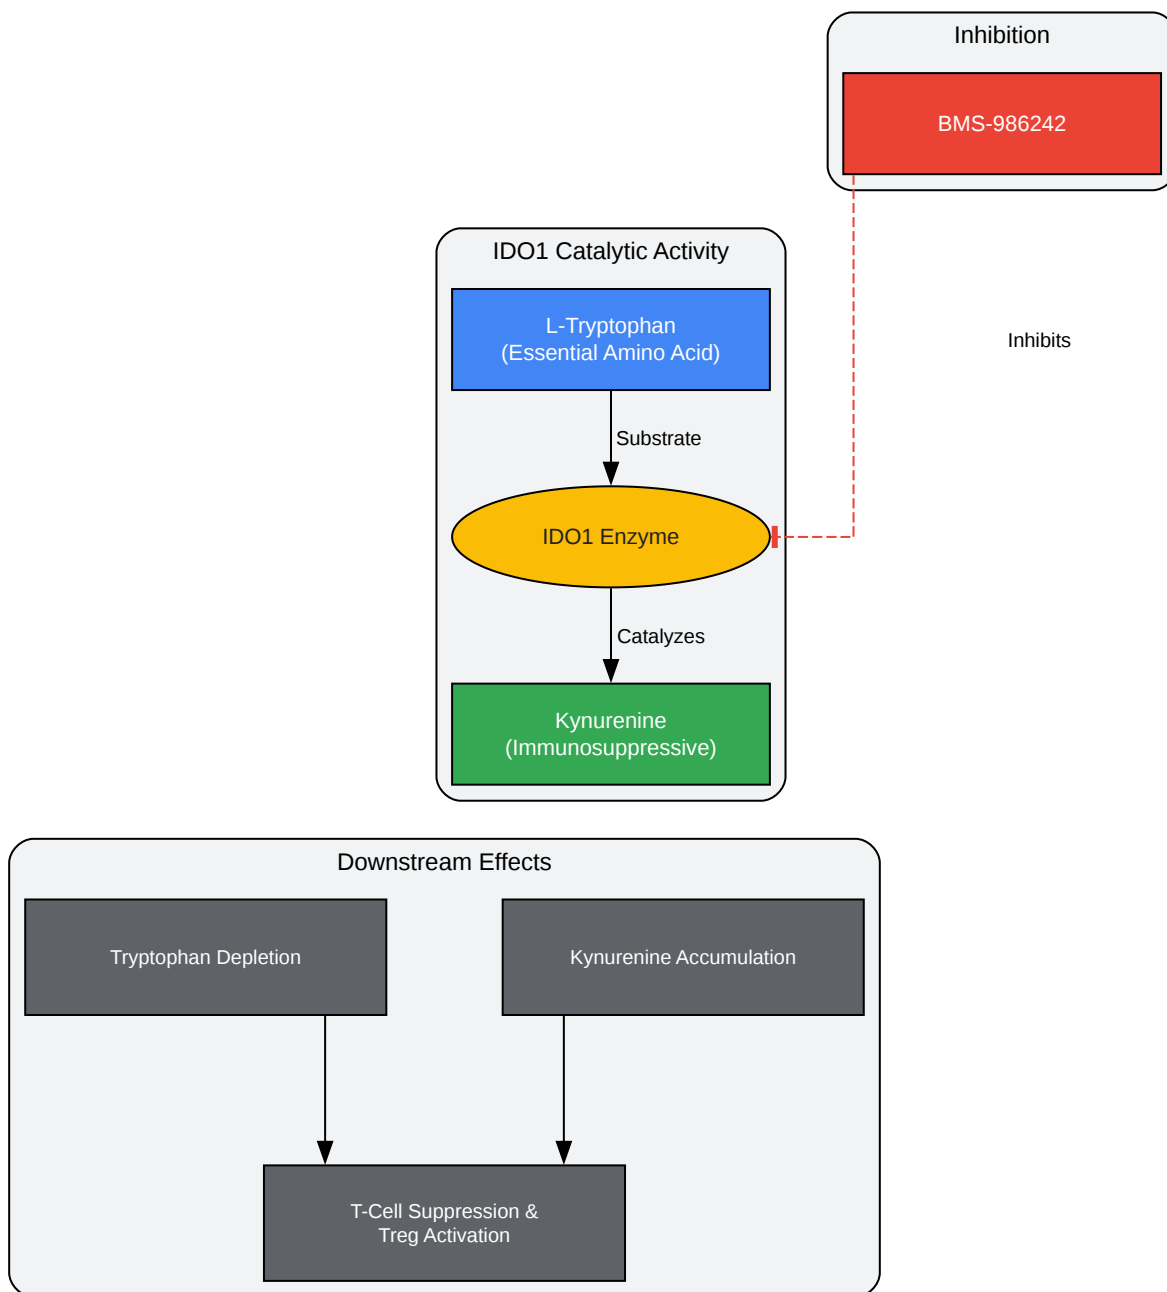 Inhibition
BMS-986242
IDO1 Catalytic Activity
L-Tryptophan
(Essential Amino Acid)
Inhibits
Substrate
IDO1 Enzyme
Catalyzes
Kynurenine
(Immunosuppressive)
Downstream Effects
Tryptophan Depletion
Kynurenine Accumulation
T-Cell Suppression &
Treg Activation